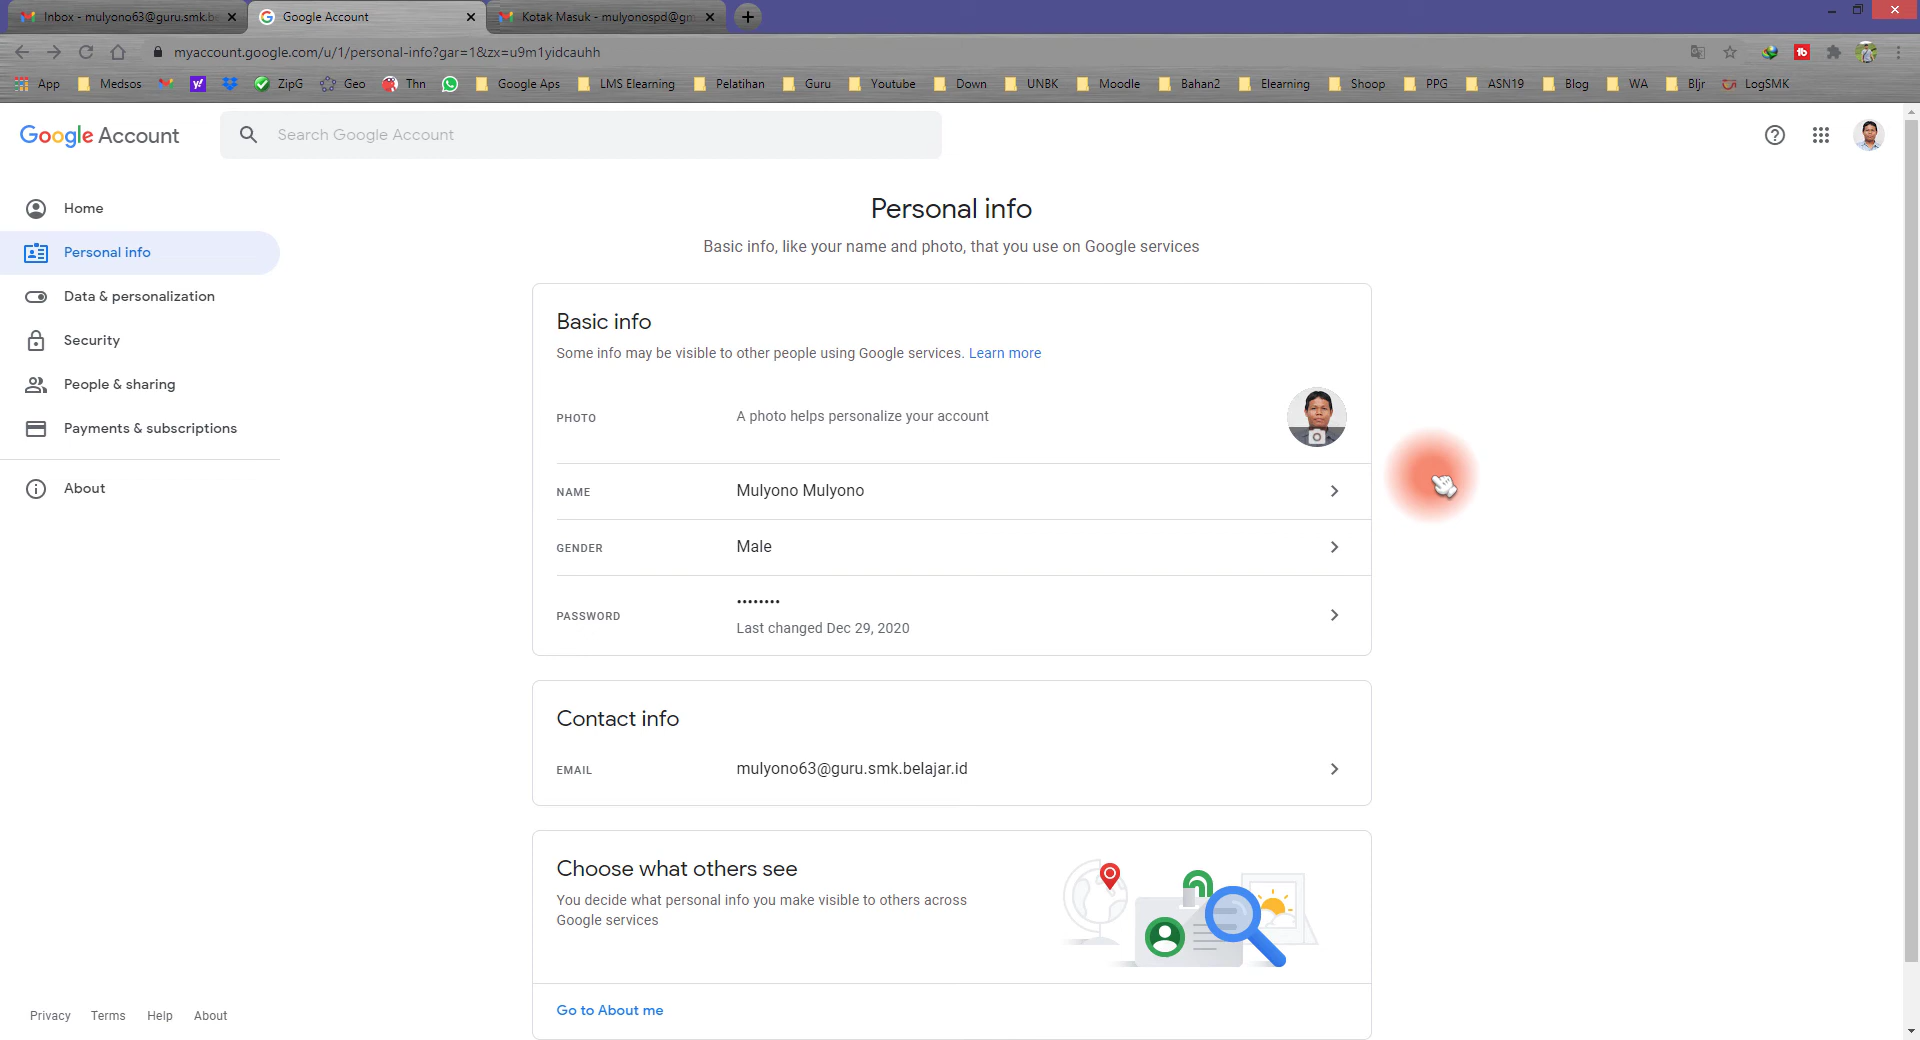 Inbox - mulyono63@guru.smk.be
Google Account
Kotak Masuk - mulyonospd@gm
myaccount.google.com/u/1/personal-info?gar=1&zx=u9m1yidcauhh
App
Medsos
ZipG
Geo
Thn
Google Aps
LMS Elearning
Pelatihan
Guru
Youtube
Down
UNBK
Moodle
Bahan2
Elearning
Shoop
PPG
ASN19
Blog
WA
Bljr
LogSMK
Google Account
Search Google Account
Home
Personal info
Data & personalization
Security
People & sharing
Payments & subscriptions
About
Personal info
Basic info, like your name and photo, that you use on Google services
Basic info
Some info may be visible to other people using Google services. Learn more
PHOTO
A photo helps personalize your account
NAME
Mulyono Mulyono
GENDER
Male
PASSWORD
••••••••
Last changed Dec 29, 2020
Contact info
EMAIL
mulyono63@guru.smk.belajar.id
Choose what others see
You decide what personal info you make visible to others across
Google services
Go to About me
Privacy
Terms
Help
About